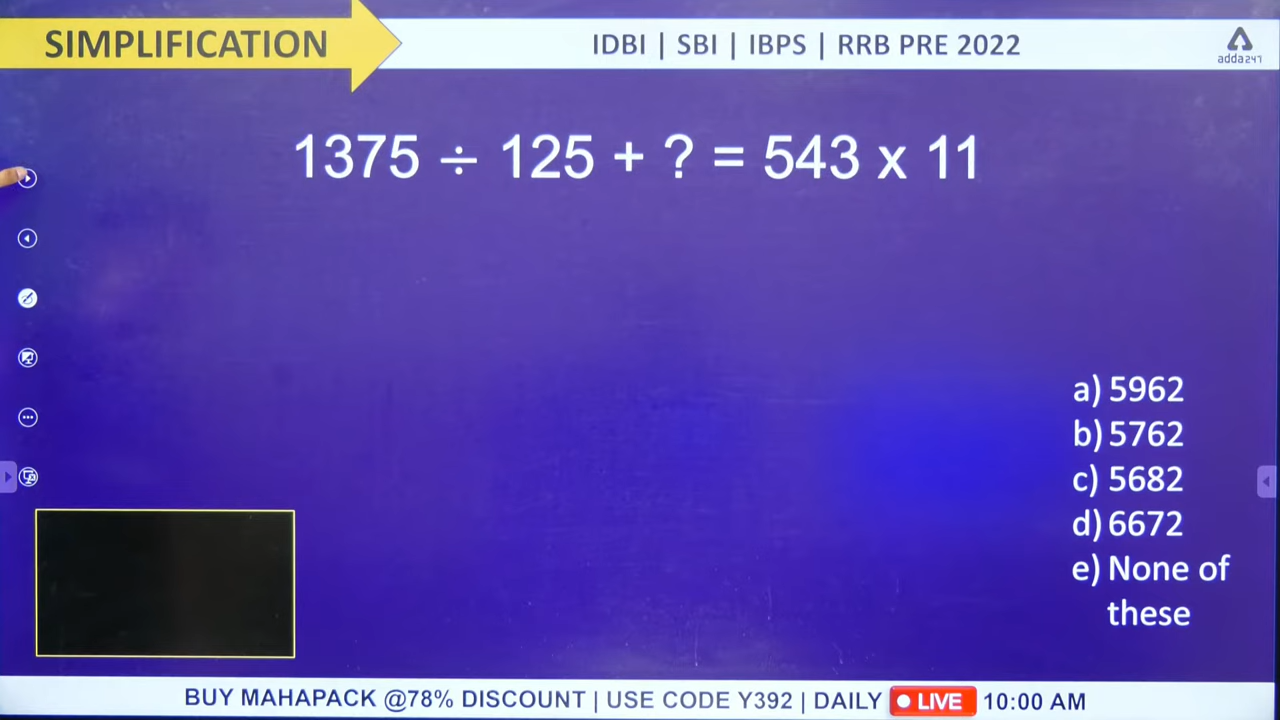 SIMPLIFICATION
IDBI | SBI | IBPS | RRB PRE 2022
adda247
1375 ÷ 125 + ? = 543 x 11
a) 5962
b) 5762
c) 5682
d) 6672
e) None of
these
BUY MAHAPACK @78% DISCOUNT | USE CODE Y392 | DAILY LIVE 10:00 AM